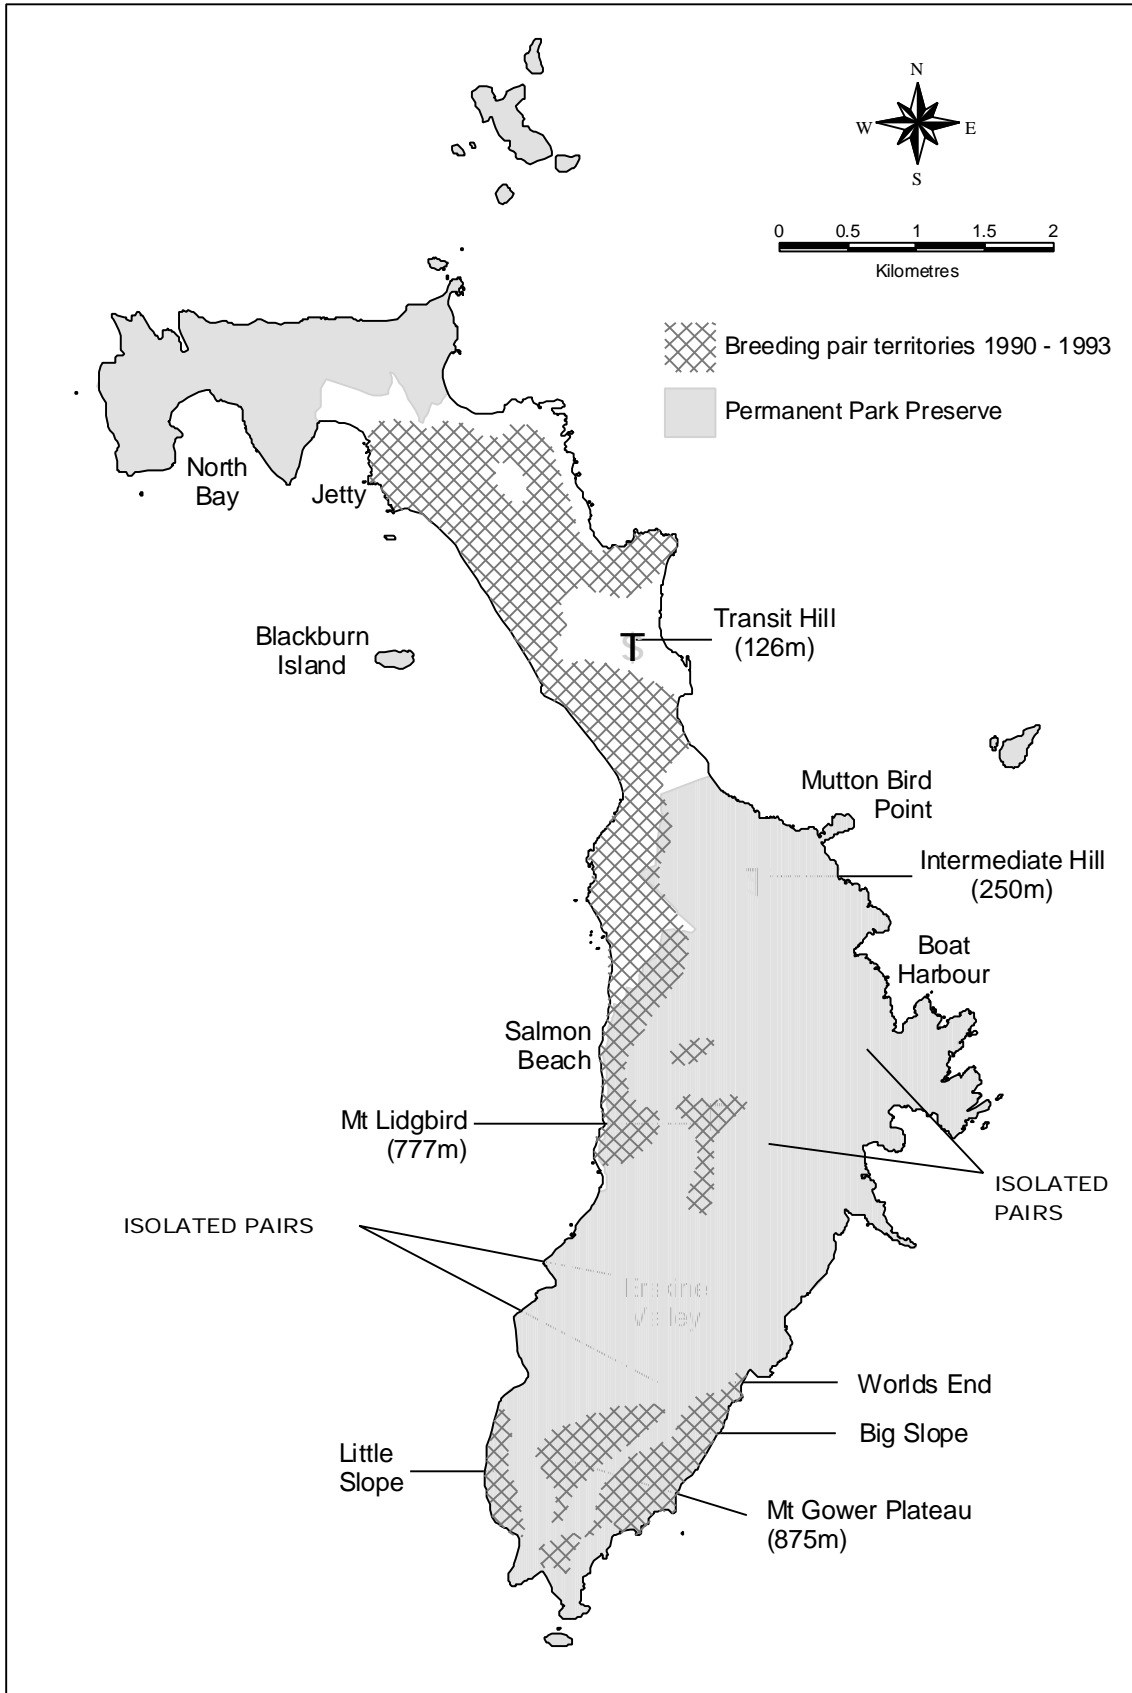 N
W E
S
0 0.5 1 1.5 2
Kilometres
Breeding pair territories 1990 - 1993
Permanent Park Preserve
North
Bay
Jetty
Transit Hill
(126m)
T
Blackburn
Island
Mutton Bird
Point
Intermediate Hill
(250m)
Boat
Harbour
Salmon
Beach
Mt Lidgbird
(777m)
ISOLATED
PAIRS
ISOLATED PAIRS
Erskine
Valley
Worlds End
Big Slope
Little
Slope
Mt Gower Plateau
(875m)